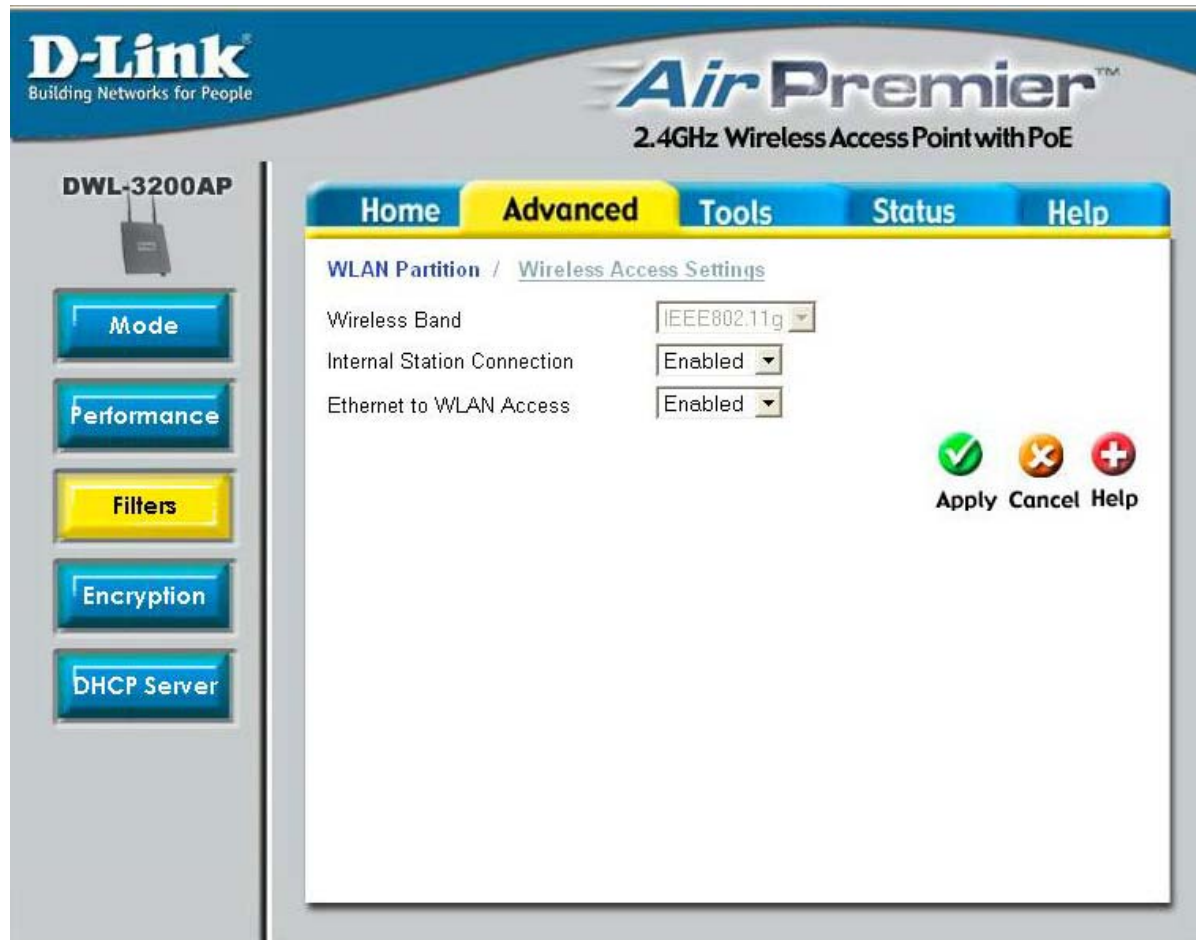 D-Link®
Building Networks for People
Air Premier™
2.4GHz Wireless Access Point with PoE
DWL-3200AP
Home Advanced Tools Status Help
WLAN Partition / Wireless Access Settings
Wireless Band IEEE802.11g
Internal Station Connection Enabled
Ethernet to WLAN Access Enabled
Apply Cancel Help
Mode
Performance
Filters
Encryption
DHCP Server